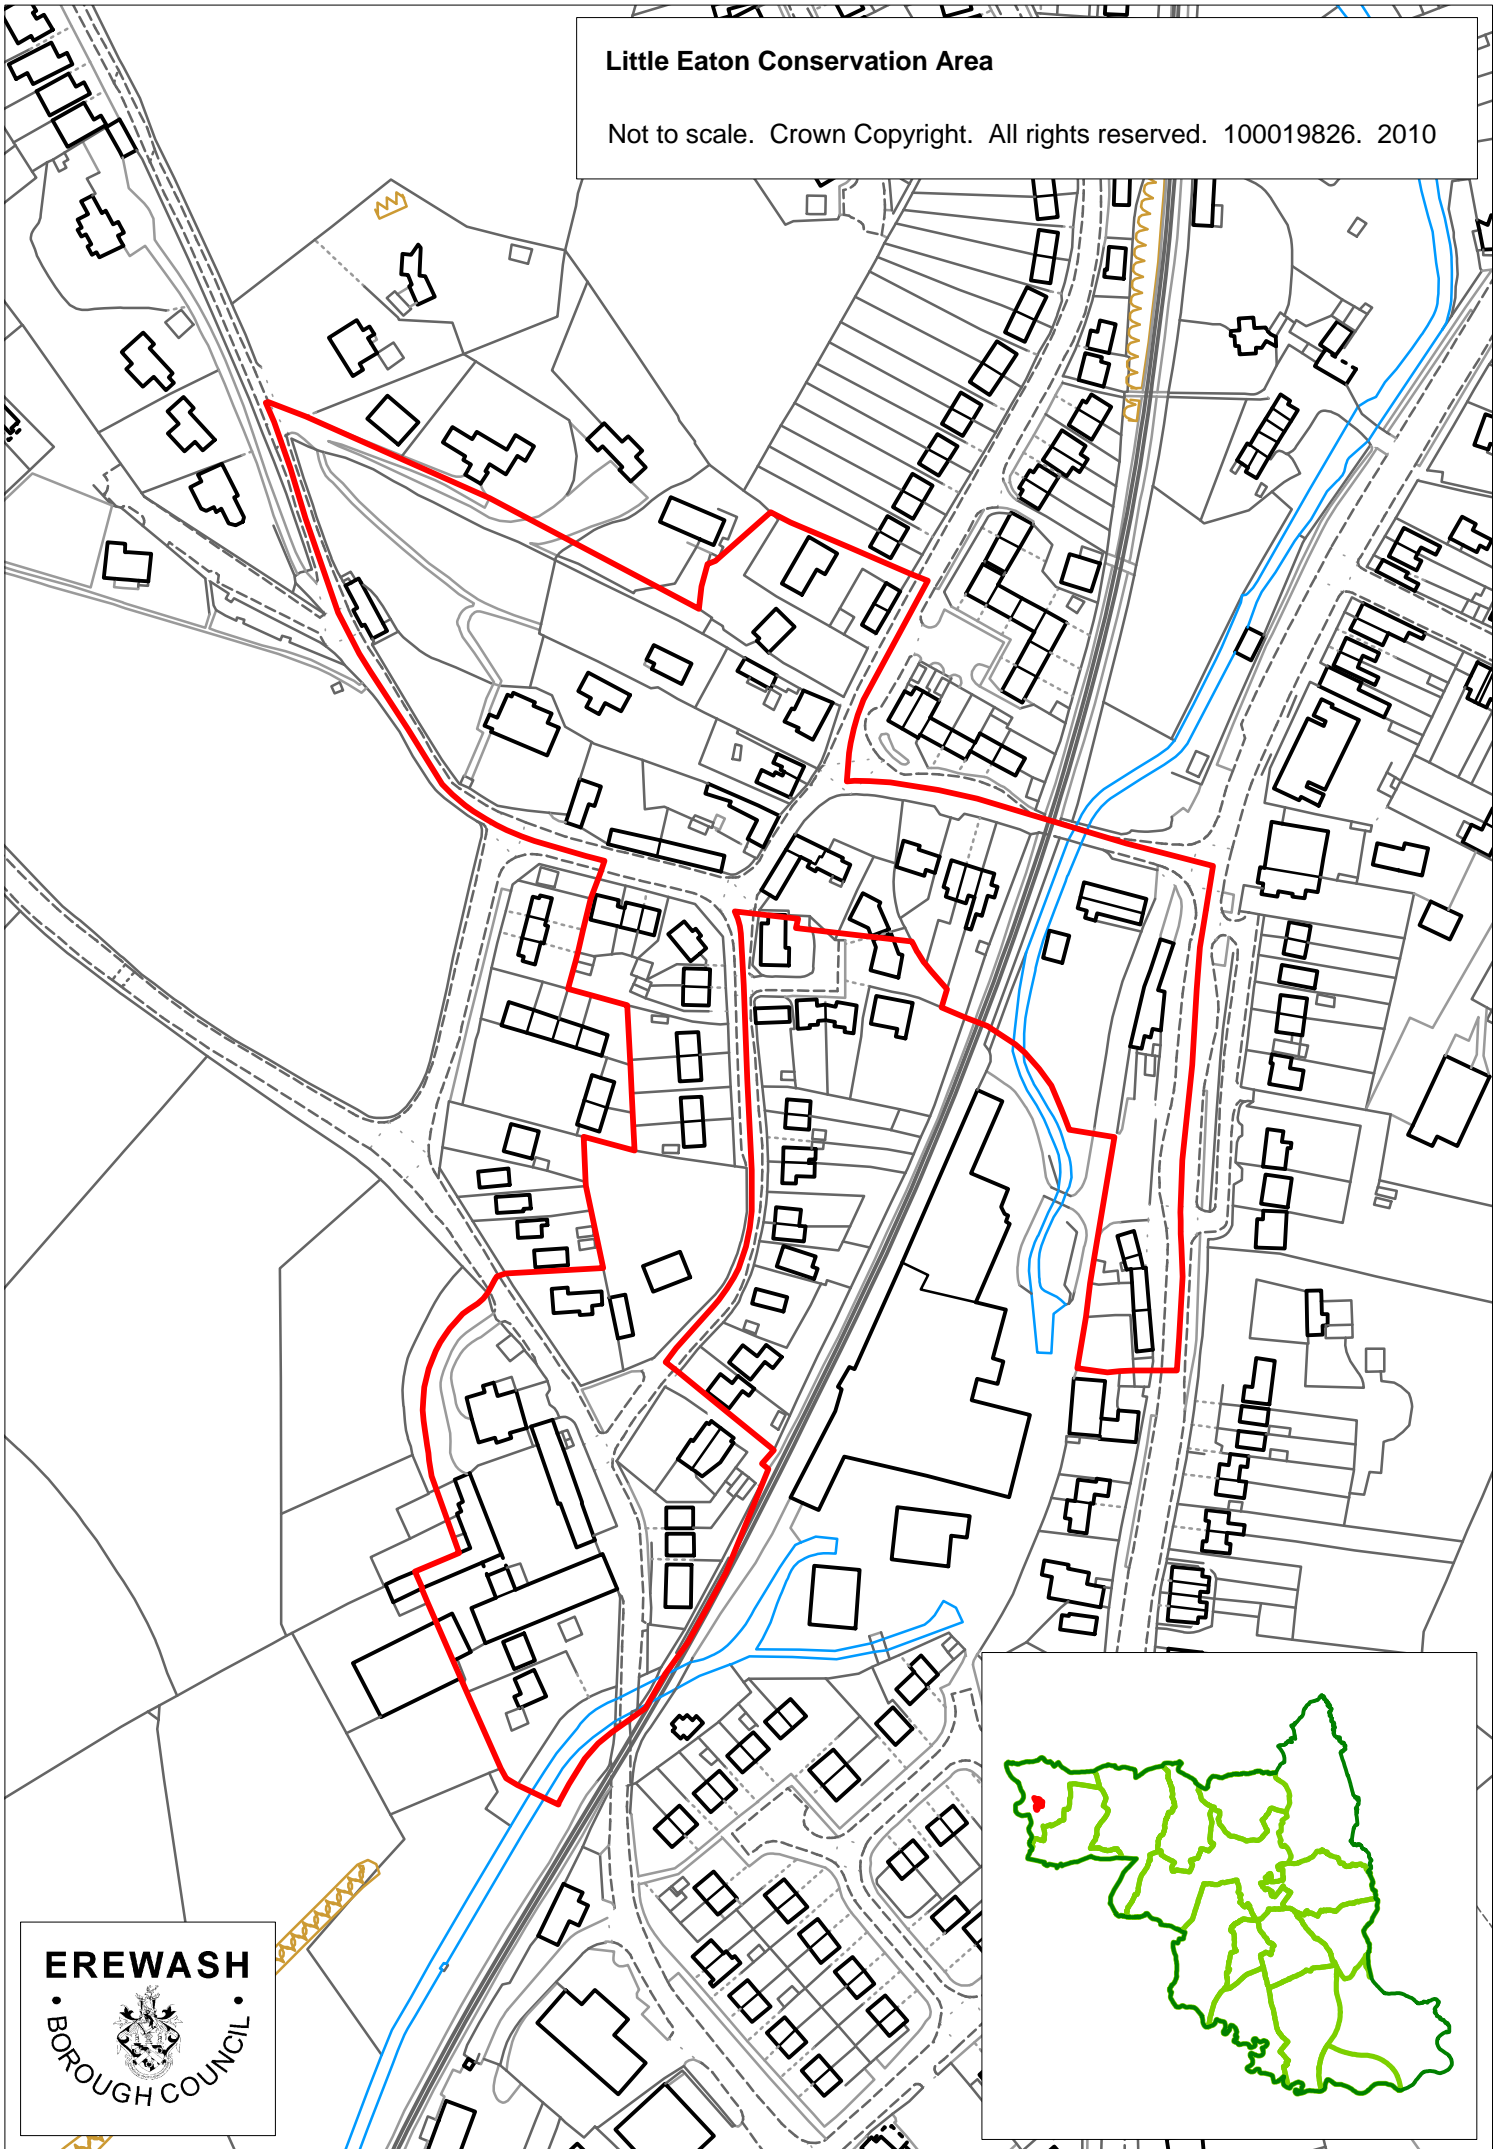 Little Eaton Conservation Area
Not to scale. Crown Copyright. All rights reserved. 100019826. 2010
EREWASH
• BOROUGH COUNCIL •